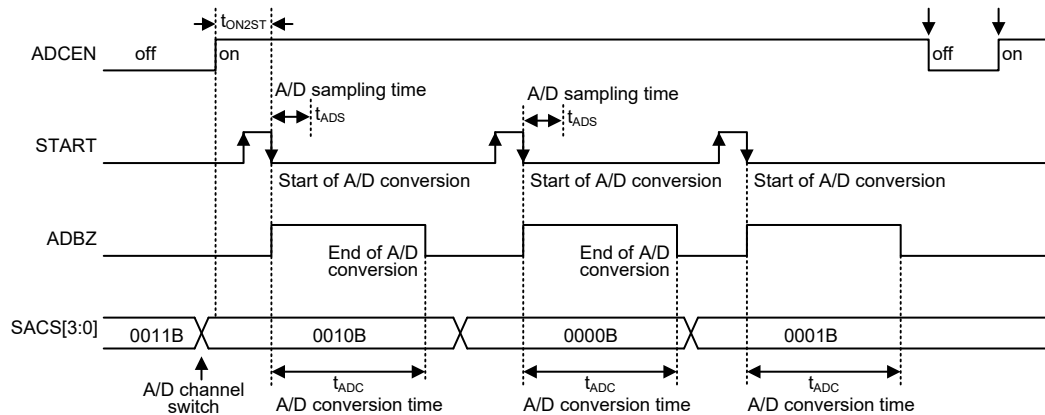 tON2ST
ADCEN off on off on
A/D sampling time A/D sampling time
tADS tADS
START
Start of A/D conversion Start of A/D conversion Start of A/D conversion
ADBZ
End of A/D conversion End of A/D conversion
SACS[3:0] 0011B 0010B 0000B 0001B
A/D channel switch
tADC tADC tADC
A/D conversion time A/D conversion time A/D conversion time